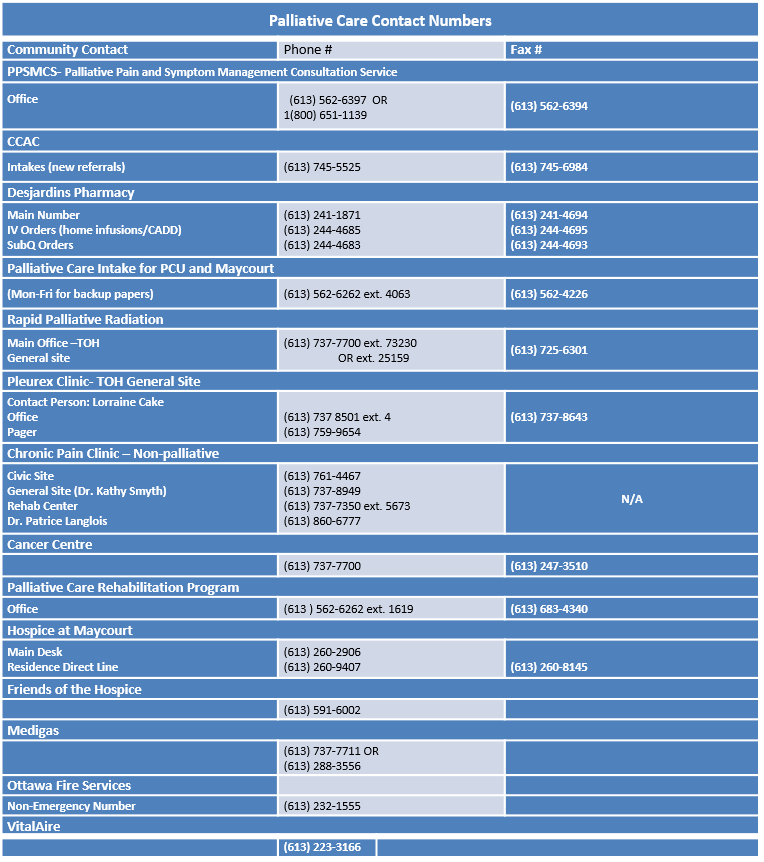 Palliative Care Contact Numbers
Community Contact Phone # Fax #
PPSMCS- Palliative Pain and Symptom Management Consultation Service
Office (613) 562-6397 OR (613) 562-6394
1(800) 651-1139
CCAC
Intakes (new referrals) (613) 745-5525 (613) 745-6984
Desjardins Pharmacy
Main Number (613) 241-1871 (613) 241-4694
IV Orders (home infusions/CADD) (613) 244-4685 (613) 244-4695
SubQ Orders (613) 244-4683 (613) 244-4693
Palliative Care Intake for PCU and Maycourt
(Mon-Fri for backup papers) (613) 562-6262 ext. 4063 (613) 562-4226
Rapid Palliative Radiation
Main Office –TOH (613) 737-7700 ext. 73230 (613) 725-6301
General site OR ext. 25159
Pleurex Clinic- TOH General Site
Contact Person: Lorraine Cake
Office (613) 737 8501 ext. 4 (613) 737-8643
Pager (613) 759-9654
Chronic Pain Clinic – Non-palliative
Civic Site (613) 761-4467
General Site (Dr. Kathy Smyth) (613) 737-8949 N/A
Rehab Center (613) 737-7350 ext. 5673
Dr. Patrice Langlois (613) 860-6777
Cancer Centre
(613) 737-7700 (613) 247-3510
Palliative Care Rehabilitation Program
Office (613 ) 562-6262 ext. 1619 (613) 683-4340
Hospice at Maycourt
Main Desk (613) 260-2906
Residence Direct Line (613) 260-9407 (613) 260-8145
Friends of the Hospice
(613) 591-6002
Medigas
(613) 737-7711 OR
(613) 288-3556
Ottawa Fire Services
Non-Emergency Number (613) 232-1555
VitalAire
(613) 223-3166